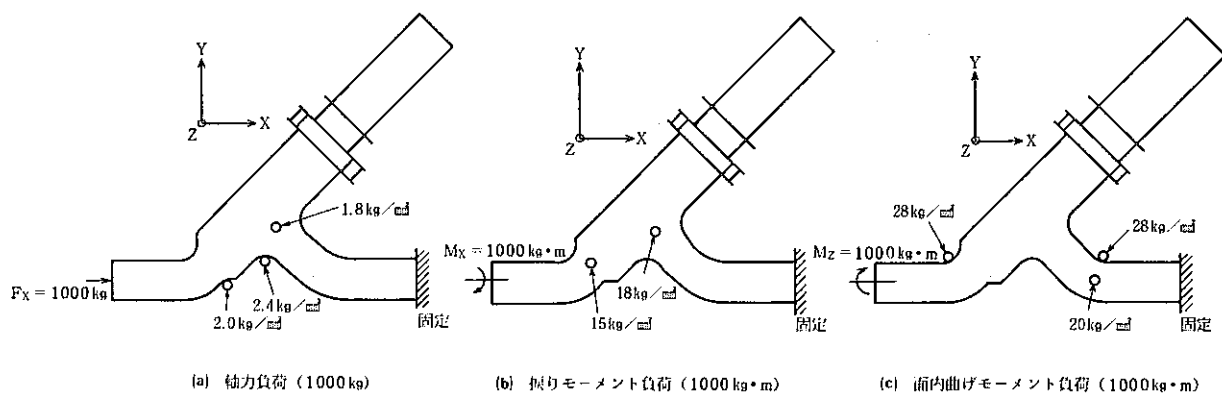 Y
X
Z
1.8kg/㎟
Fx=1000kg
2.4kg/㎟
2.0kg/㎟
固定
(a) 軸力負荷(1000kg)
Y
X
Z
Mx=1000kg・m
18kg/㎟
15kg/㎟
固定
(b) 捩りモーメント負荷(1000kg・m)
Y
X
Z
28kg/㎟
28kg/㎟
Mz=1000kg・m
20kg/㎟
固定
(c) 面内曲げモーメント負荷(1000kg・m)